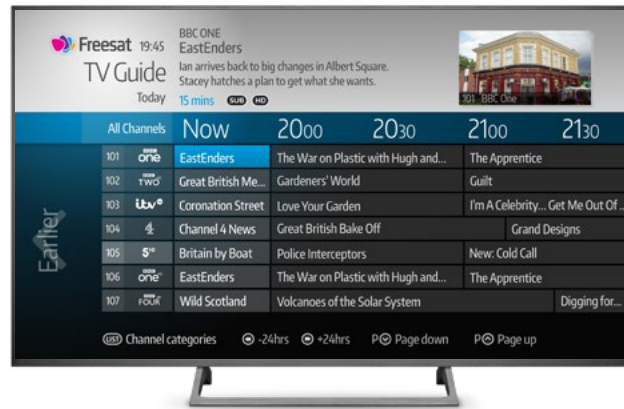 Freesat 19:45
TV Guide
Today
BBC ONE
EastEnders
Ian arrives back to big changes in Albert Square.
Stacey hatches a plan to get what she wants.
15 mins SUB HD
101 BBC One
All Channels Now 2000 2030 2100 2130
101 BBC one EastEnders The War on Plastic with Hugh and... The Apprentice
102 BBC TWO Great British Me... Gardeners' World Guilt
103 itv Coronation Street Love Your Garden I'm A Celebrity... Get Me Out Of ..
104 4 Channel 4 News Great British Bake Off Grand Designs
105 5 Britain by Boat Police Interceptors New: Cold Call
106 BBC one EastEnders The War on Plastic with Hugh and... The Apprentice
107 BBC FOUR Wild Scotland Volcanoes of the Solar System Digging for...
Earlier
LIST Channel categories -24hrs +24hrs P Page down P Page up